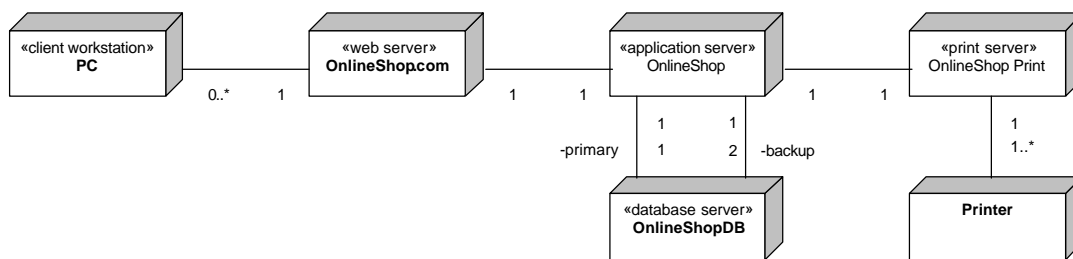 «client workstation»
PC
«web server»
OnlineShop.com
«application server»
OnlineShop
«print server»
OnlineShop Print
0..*
1
1
1
1
1
1
1
1
-primary
1
2
-backup
1..*
«database server»
OnlineShopDB
Printer